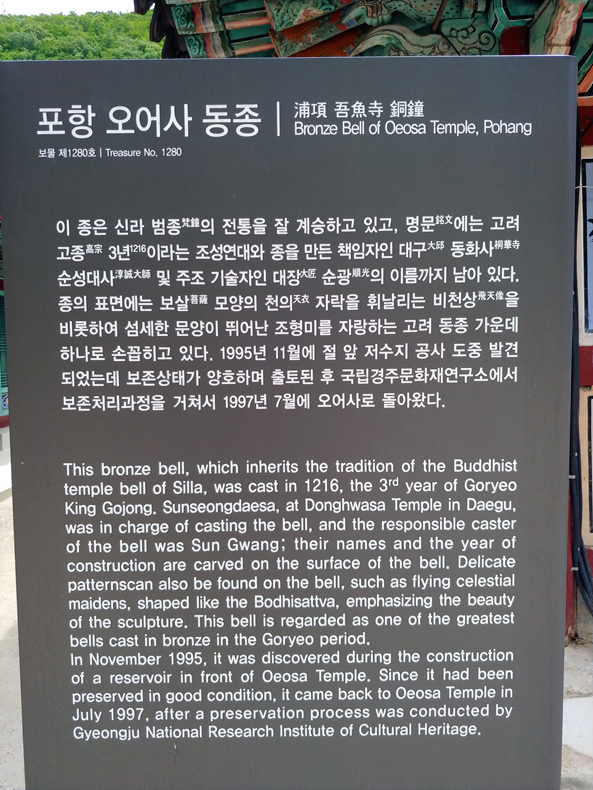 포항 오어사 동종 | 浦項 吾魚寺 銅鐘
Bronze Bell of Oeosa Temple, Pohang
보물 제1280호 | Treasure No. 1280
이 종은 신라 범종梵鐘의 전통을 잘 계승하고 있고, 명문銘文에는 고려
고종高宗 3년1216이라는 조성연대와 종을 만든 책임자인 대구大邱 동화사桐華寺
순성대사淳誠大師 및 주조 기술자인 대장大匠 순광順光의 이름까지 남아 있다.
종의 표면에는 보살菩薩 모양의 천의天衣 자락을 휘날리는 비천상飛天像을
비롯하여 섬세한 문양이 뛰어난 조형미를 자랑하는 고려 동종 가운데
하나로 손꼽히고 있다. 1995년 11월에 절 앞 저수지 공사 도중 발견
되었는데 보존상태가 양호하며 출토된 후 국립경주문화재연구소에서
보존처리과정을 거쳐서 1997년 7월에 오어사로 돌아왔다.
This bronze bell, which inherits the tradition of the Buddhist
temple bell of Silla, was cast in 1216, the 3rd year of Goryeo
King Gojong. Sunseongdaesa, at Donghwasa Temple in Daegu,
was in charge of casting the bell, and the responsible caster
of the bell was Sun Gwang; their names and the year of
construction are carved on the surface of the bell. Delicate
patternscan also be found on the bell, such as flying celestial
maidens, shaped like the Bodhisattva, emphasizing the beauty
of the sculpture. This bell is regarded as one of the greatest
bells cast in bronze in the Goryeo period.
In November 1995, it was discovered during the construction
of a reservoir in front of Oeosa Temple. Since it had been
preserved in good condition, it came back to Oeosa Temple in
July 1997, after a preservation process was conducted by
Gyeongju National Research Institute of Cultural Heritage.